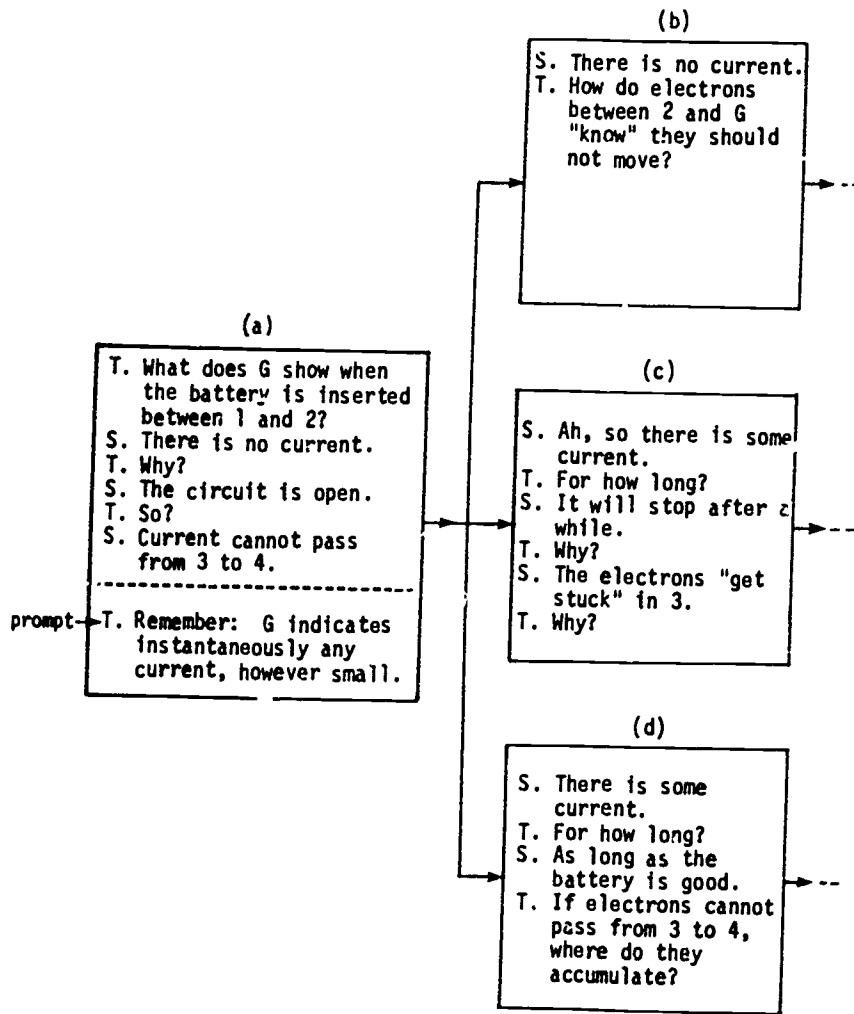 (a)
T. What does G show when
the battery is inserted
between 1 and 2?
S. There is no current.
T. Why?
S. The circuit is open.
T. So?
S. Current cannot pass
from 3 to 4.
prompt T. Remember: G indicates
instantaneously any
current, however small.
(b)
S. There is no current.
T. How do electrons
between 2 and G
"know" they should
not move?
(c)
S. Ah, so there is some
current.
T. For how long?
S. It will stop after a
while.
T. Why?
S. The electrons "get
stuck" in 3.
T. Why?
(d)
S. There is some
current.
T. For how long?
S. As long as the
battery is good.
T. If electrons cannot
pass from 3 to 4,
where do they
accumulate?